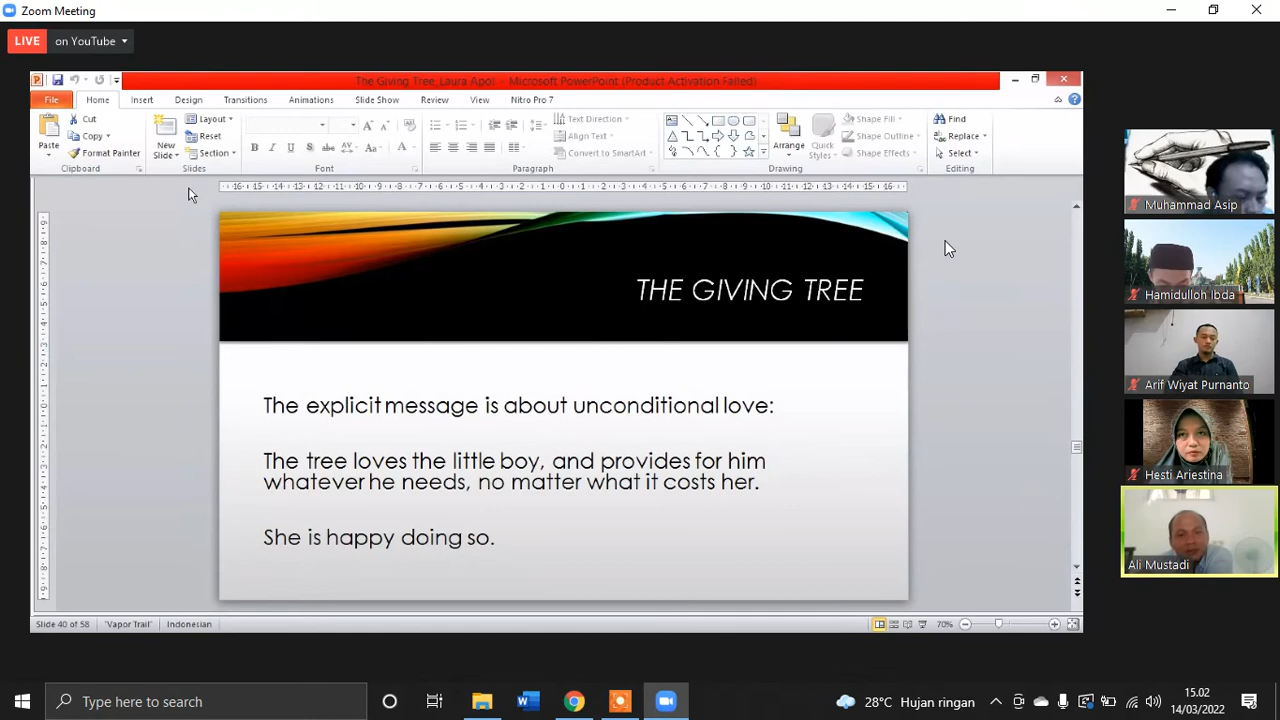 Zoom Meeting
LIVE on YouTube
The Giving Tree_Laura Apol - Microsoft PowerPoint (Product Activation Failed)
File Home Insert Design Transitions Animations Slide Show Review View Nitro Pro 7
Paste
Cut
Copy
Format Painter
Clipboard
New Slide
Layout
Reset
Section
Slides
Font
Text Direction
Align Text
Convert to SmartArt
Paragraph
Arrange
Quick Styles
Shape Fill
Shape Outline
Shape Effects
Drawing
Find
Replace
Select
Editing
THE GIVING TREE
The explicit message is about unconditional love:
The tree loves the little boy, and provides for him
whatever he needs, no matter what it costs her.
She is happy doing so.
Slide 40 of 58 "Vapor Trail" Indonesian 70%
Muhammad Asip
Hamidulloh Ibda
Arif Wiyat Purnanto
Hesti Ariestina
Ali Mustadi
Type here to search
28°C Hujan ringan
15.02
14/03/2022